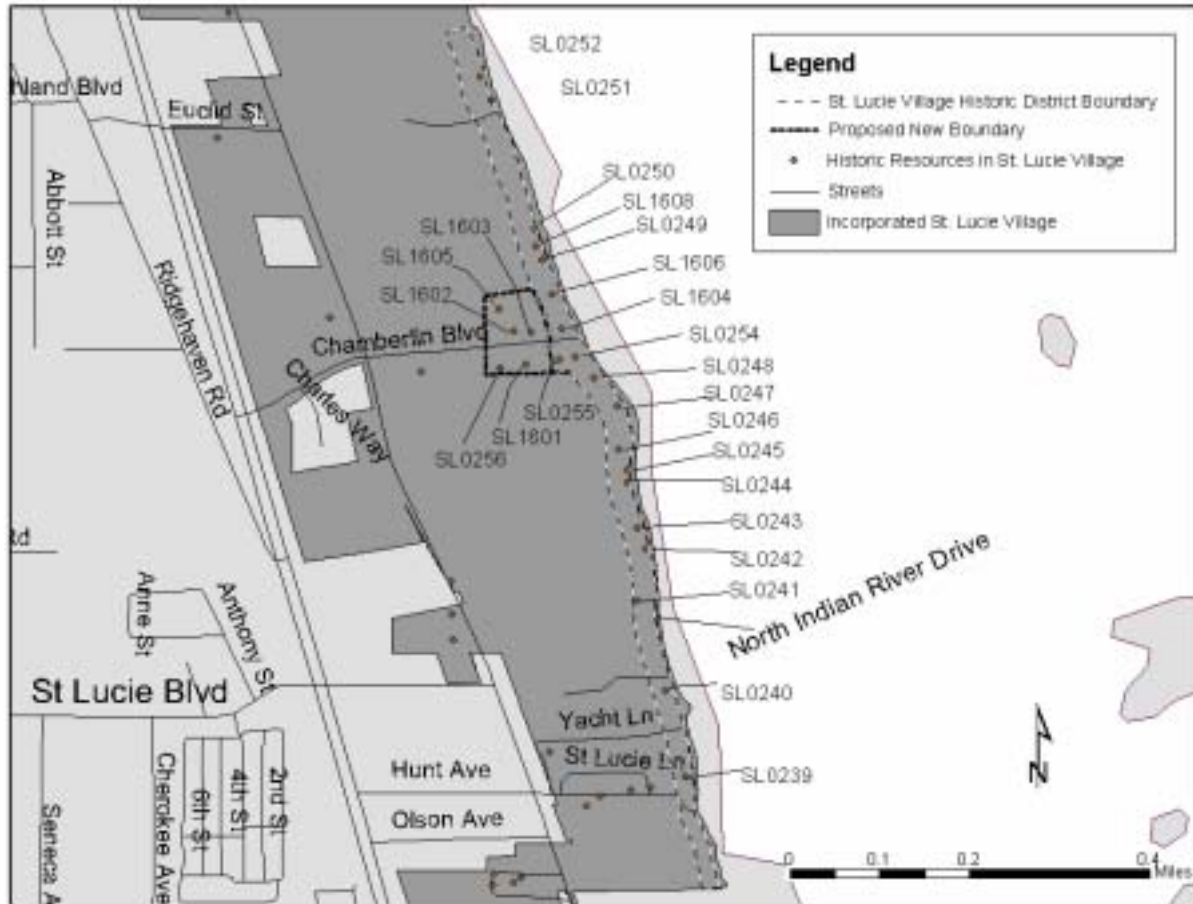 SL0252
SL0251
Legend
St. Lucie Village Historic District Boundary
Proposed New Boundary
Historic Resources in St. Lucie Village
Streets
Incorporated St. Lucie Village
hland Blvd
Euclid St
Abbott St
Ridgehaven Rd
SL0250
SL1608
SL0249
SL1603
SL1605
SL1606
SL1602
SL1604
Chamberlin Blvd
SL0254
SL0248
Charles Way
SL0247
SL0255
SL0246
SL1601
SL0245
SL0256
SL0244
SL0243
SL0242
SL0241
North Indian River Drive
Rd
Anne St
Anthony St
St Lucie Blvd
SL0240
Yacht Ln
St Lucie Ln
SL0239
Hunt Ave
Olson Ave
2nd St
4th St
6th St
Cherokee Ave
Seneca A
N
0 0.1 0.2 0.4
Miles